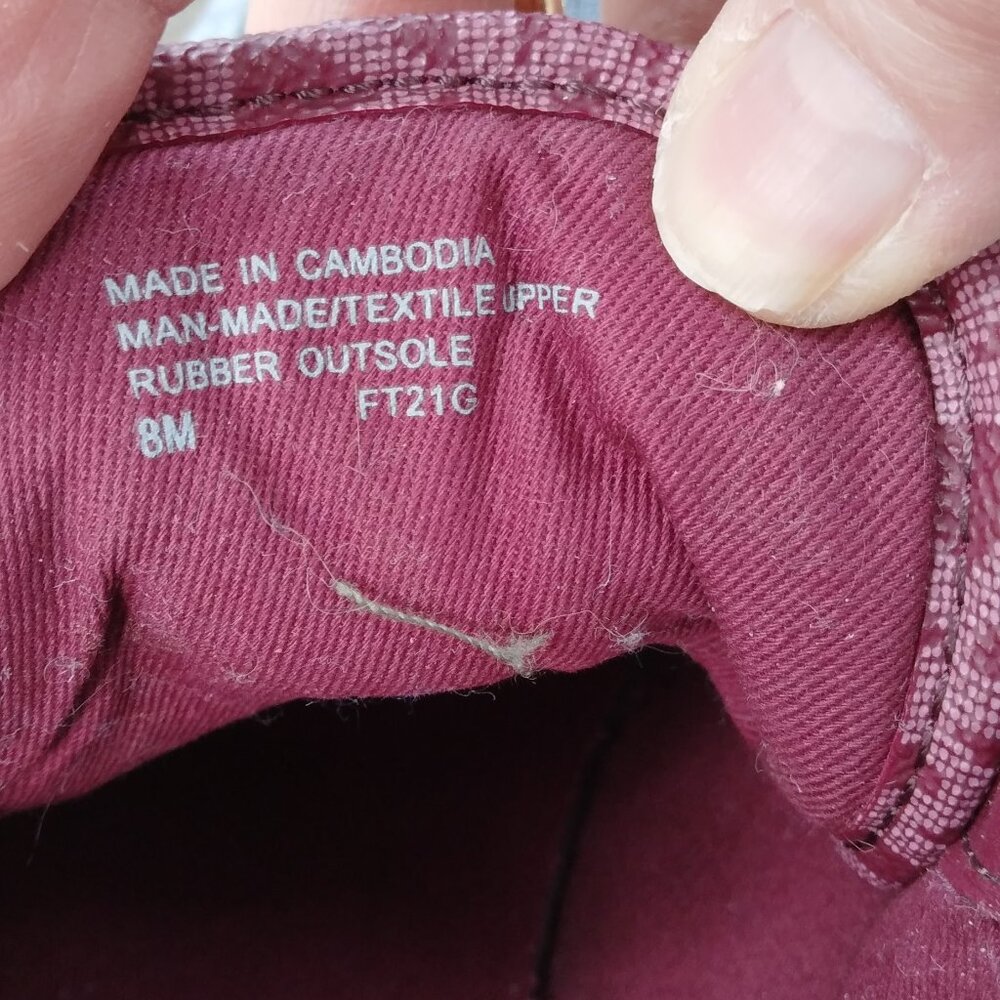 MADE IN CAMBODIA
MAN-MADE/TEXTILE UPPER
RUBBER OUTSOLE
8M FT21G